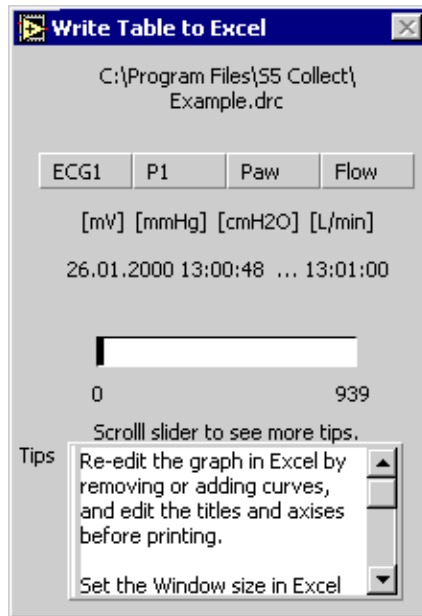 Write Table to Excel
C:\Program Files\S5 Collect\
Example.drc
ECG1 P1 Paw Flow
[mV] [mmHg] [cmH2O] [L/min]
26.01.2000 13:00:48 ... 13:01:00
0 939
Scrolll slider to see more tips.
Tips
Re-edit the graph in Excel by
removing or adding curves,
and edit the titles and axises
before printing.
Set the Window size in Excel